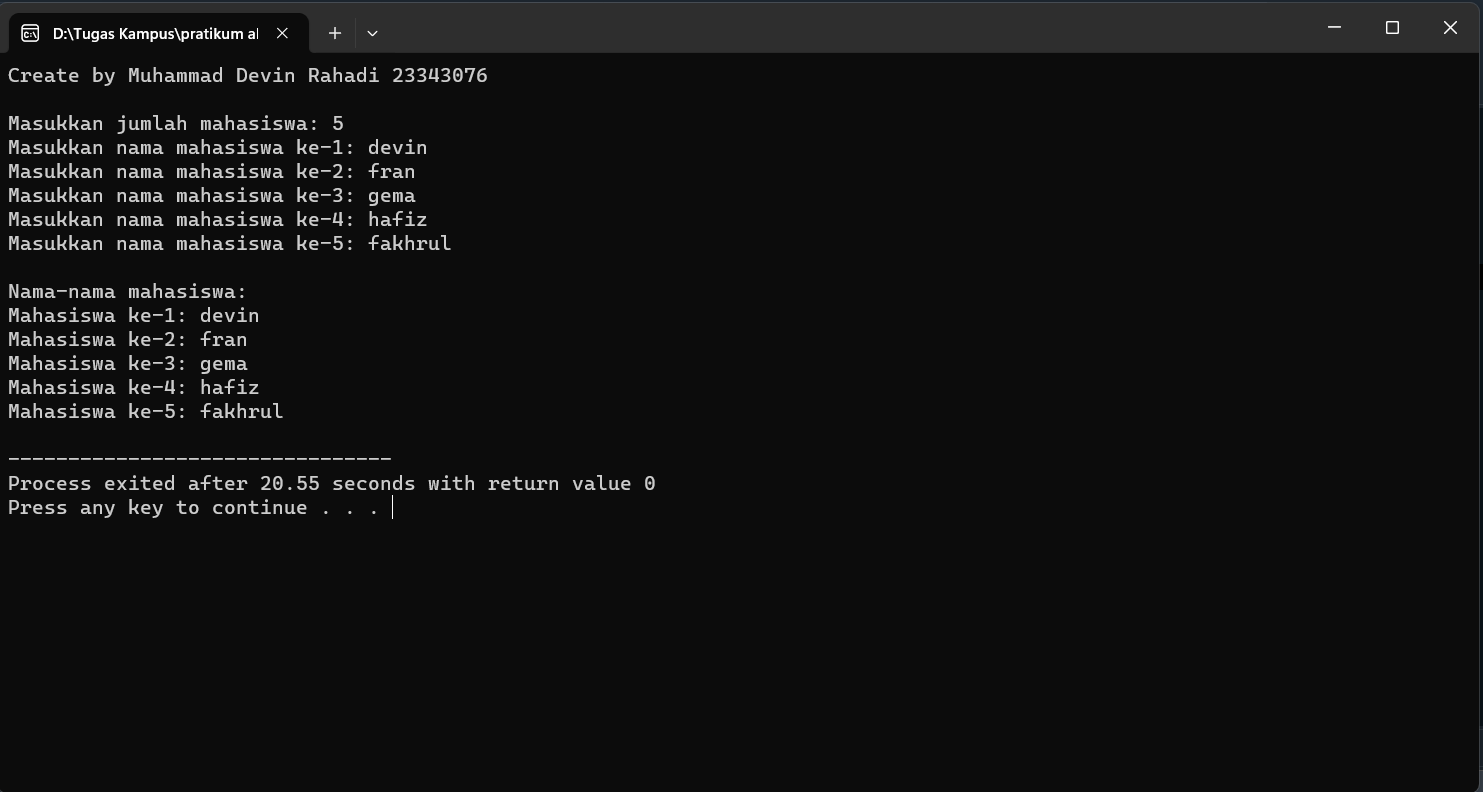 D:\Tugas Kampus\pratikum al
Create by Muhammad Devin Rahadi 23343076
Masukkan jumlah mahasiswa: 5
Masukkan nama mahasiswa ke-1: devin
Masukkan nama mahasiswa ke-2: fran
Masukkan nama mahasiswa ke-3: gema
Masukkan nama mahasiswa ke-4: hafiz
Masukkan nama mahasiswa ke-5: fakhrul
Nama-nama mahasiswa:
Mahasiswa ke-1: devin
Mahasiswa ke-2: fran
Mahasiswa ke-3: gema
Mahasiswa ke-4: hafiz
Mahasiswa ke-5: fakhrul
--------------------------------
Process exited after 20.55 seconds with return value 0
Press any key to continue . . .